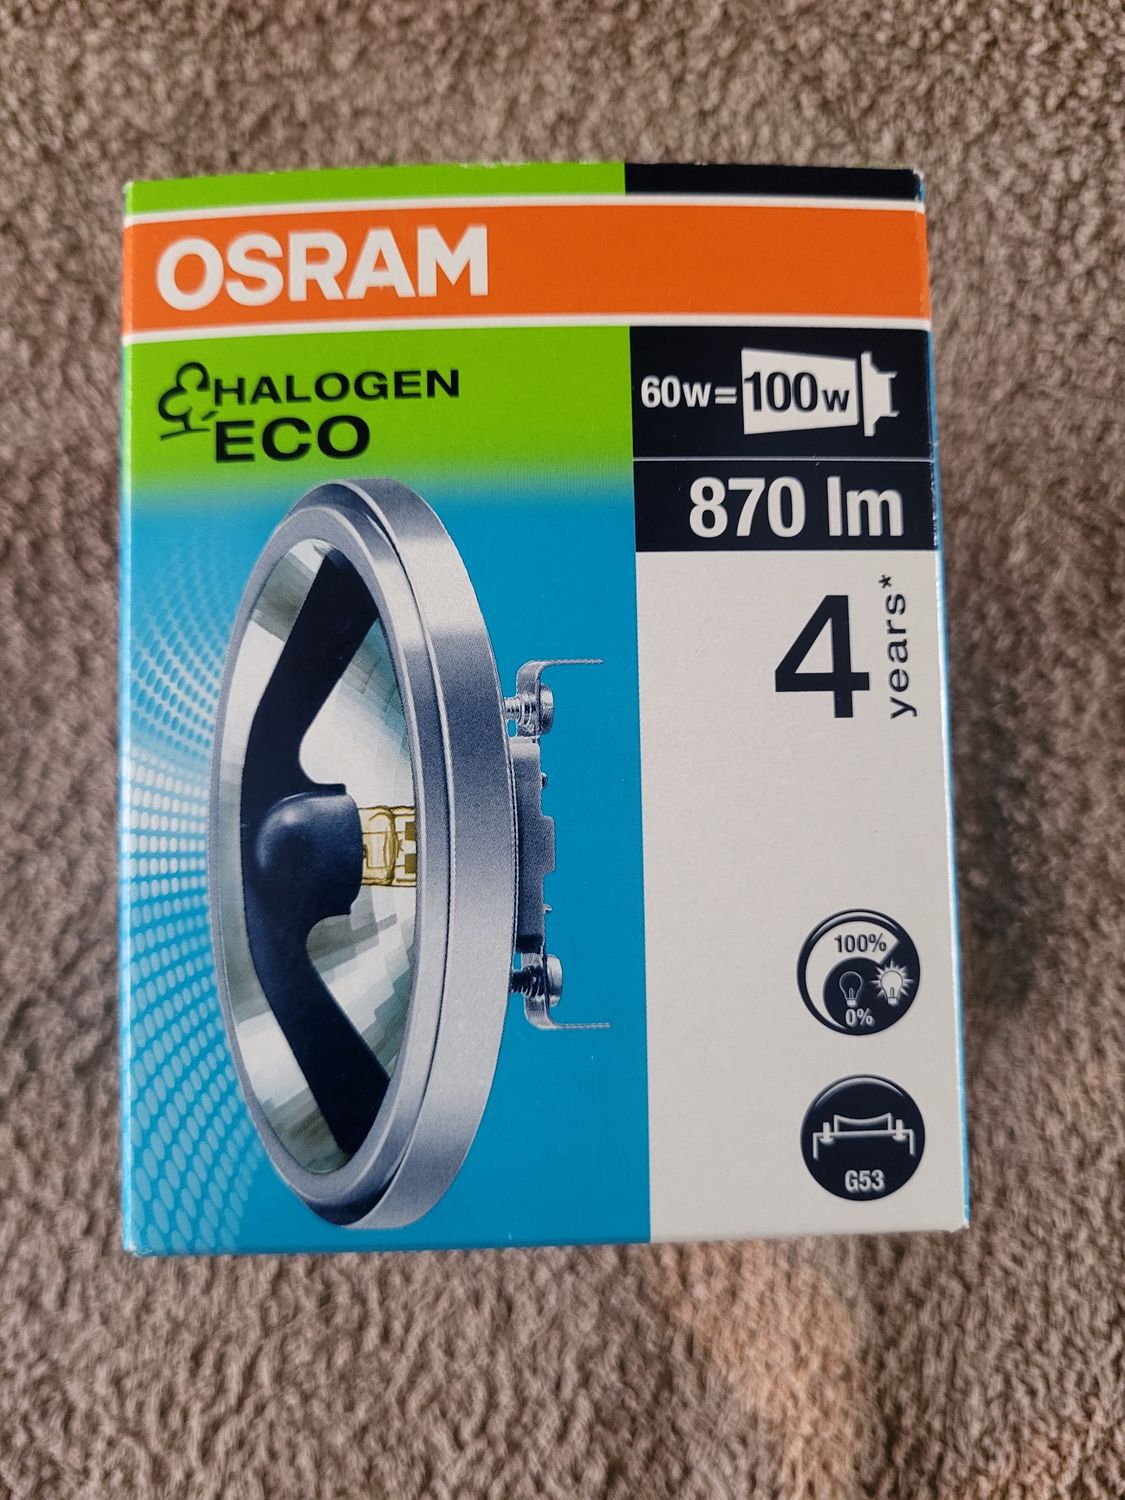 OSRAM
HALOGEN
ECO
60w=100w
870 lm
4 years*
100%
0%
G53